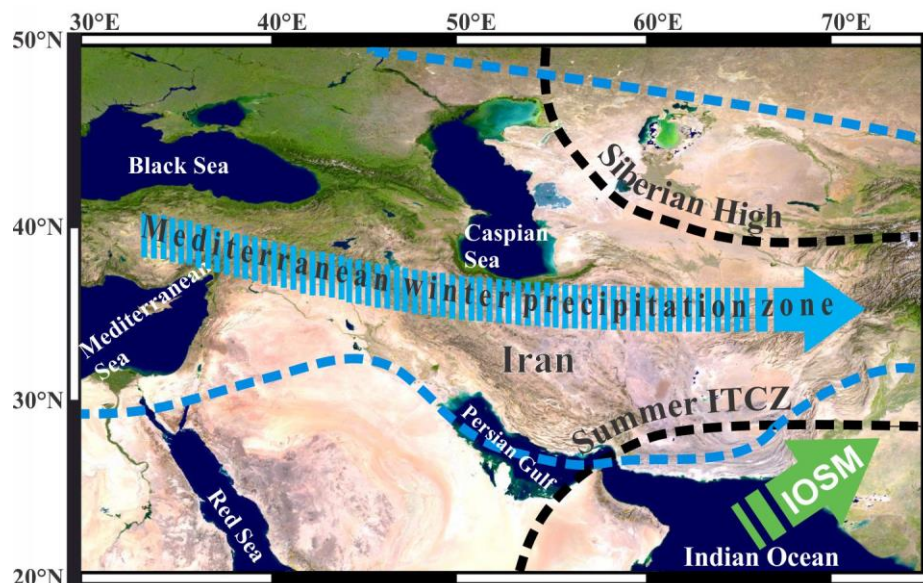 30°E 40°E 50°E 60°E 70°E
50°N
40°N
30°N
20°N
Black Sea
Siberian High
Caspian
Sea
Mediterranean winter precipitation zone
Mediterranean
Sea
Iran
Summer ITCZ
Persian Gulf
Red Sea
IOSM
Indian Ocean